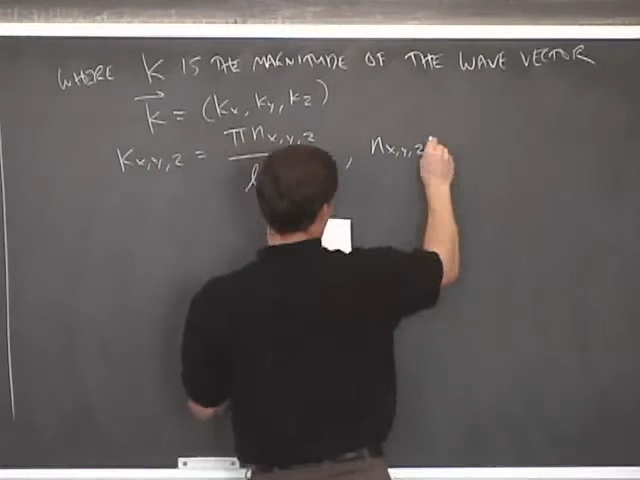 WHERE K IS THE MAGNITUDE OF THE WAVE VECTOR
K = (Kx, Ky, Kz)
Kx,y,z = πnx,y,z / l , nx,y,z